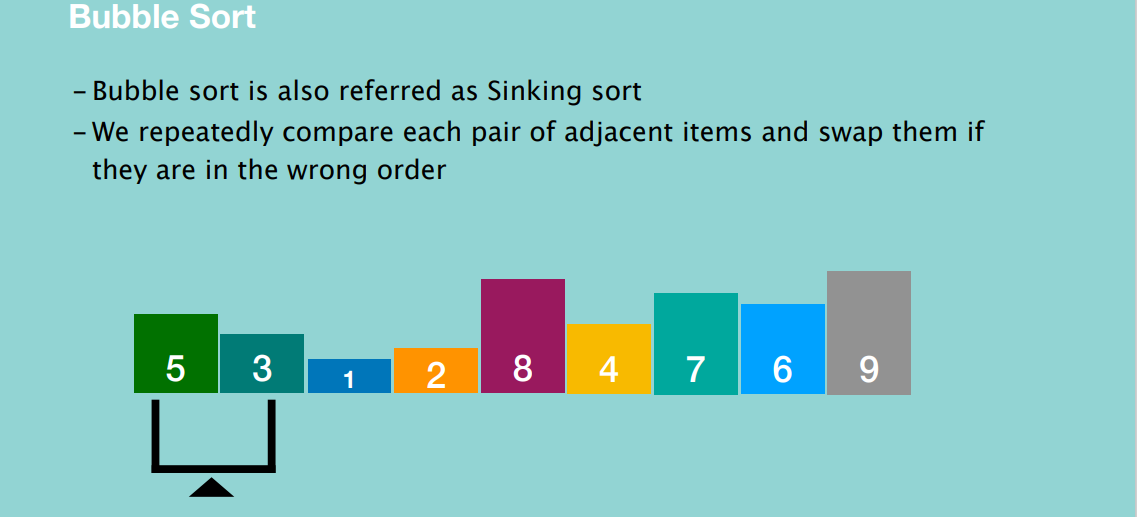 Bubble Sort
– Bubble sort is also referred as Sinking sort
– We repeatedly compare each pair of adjacent items and swap them if
they are in the wrong order
5 3 1 2 8 4 7 6 9